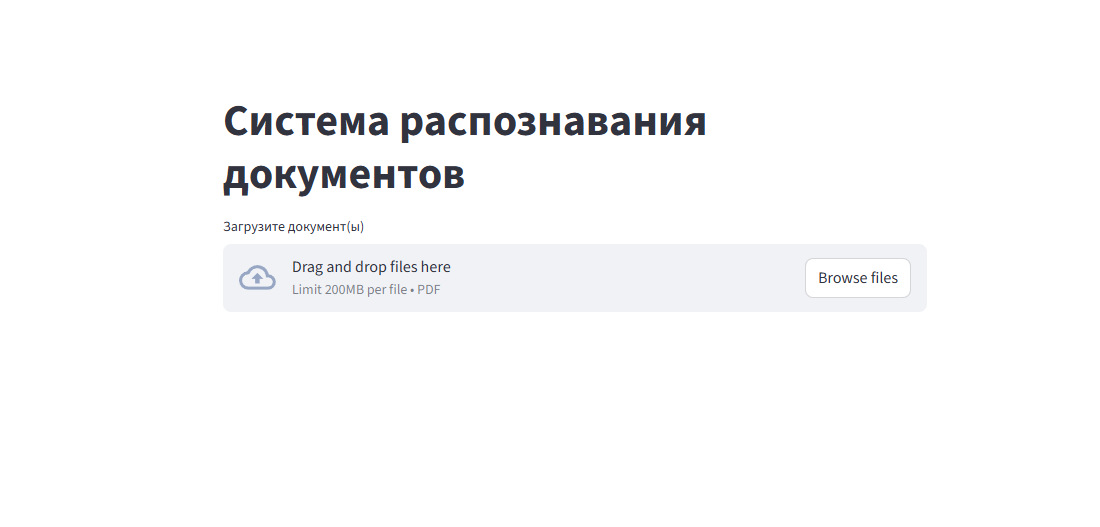 Система распознавания
документов
Загрузите документ(ы)
Drag and drop files here
Limit 200MB per file • PDF
Browse files